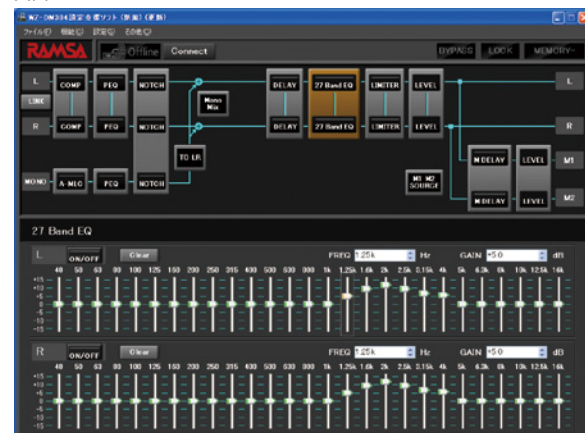 WZ-DM304設定支援ソフト (新規) (更新)
ファイル(F) 機能(C) 設定(S) その他(O)
RAMSA Offline Connect BYPASS LOCK MEMORY-
L COMP PEQ NOTCH DELAY 27 Band EQ LIMITER LEVEL L
LINK
Mono Mix
R COMP PEQ NOTCH DELAY 27 Band EQ LIMITER LEVEL R
TO LR
M DELAY LEVEL M1
MONO A-MLC PEQ NOTCH
M1 M2 SOURCE
M DELAY LEVEL M2
27 Band EQ
L ON/OFF Clear FREQ 1.25k Hz GAIN +5.0 dB
40 50 63 80 100 125 160 200 250 315 400 500 630 800 1k 1.25k 1.6k 2k 2.5k 3.15k 4k 5k 6.3k 8k 10k 12.5k 16k
+15
+10
+5
0
-5
-10
-15
R ON/OFF Clear FREQ 1.25k Hz GAIN +5.0 dB
40 50 63 80 100 125 160 200 250 315 400 500 630 800 1k 1.25k 1.6k 2k 2.5k 3.15k 4k 5k 6.3k 8k 10k 12.5k 16k
+15
+10
+5
0
-5
-10
-15